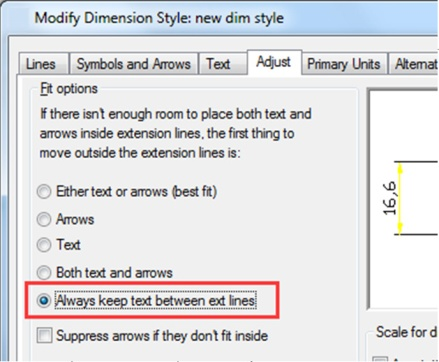 Modify Dimension Style: new dim style
Lines Symbols and Arrows Text Adjust Primary Units
Fit options
If there isn't enough room to place both text and
arrows inside extension lines, the first thing to
move outside the extension lines is:
Either text or arrows (best fit)
Arrows
Text
Both text and arrows
Always keep text between ext lines
Suppress arrows if they don't fit inside
16,6
Scale for d